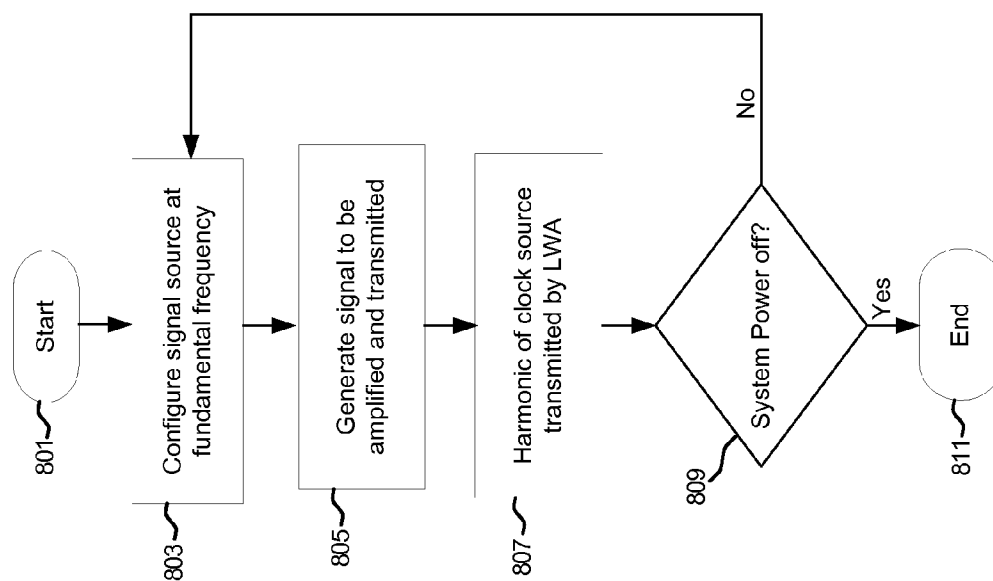 801
Start
803
Configure signal source at
fundamental frequency
805
Generate signal to be
amplified and transmitted
807
Harmonic of clock source
transmitted by LWA
809
System Power off?
No
Yes
811
End